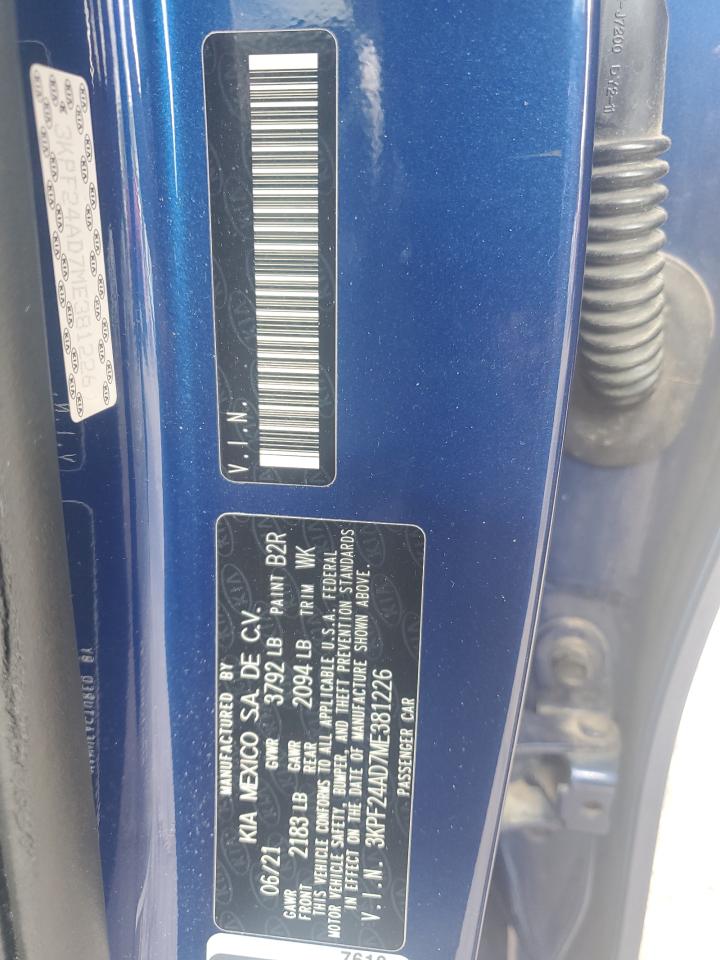 3KPF24AD7ME381226
V.I.N.
MANUFACTURED BY
KIA MEXICO S.A. DE C.V.
06/21 GVWR 3792 LB PAINT B2R
GAWR FRONT 2183 LB GAWR REAR 2094 LB TRIM WK
THIS VEHICLE CONFORMS TO ALL APPLICABLE U.S.A. FEDERAL
MOTOR VEHICLE SAFETY, BUMPER, AND THEFT PREVENTION STANDARDS
IN EFFECT ON THE DATE OF MANUFACTURE SHOWN ABOVE.
V.I.N. 3KPF24AD7ME381226
PASSENGER CAR